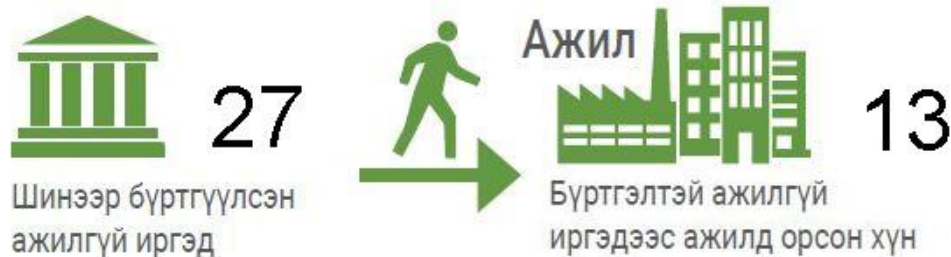 27
Шинээр бүртгүүлсэн
ажилгүй иргэд
Ажил
13
Бүртгэлтэй ажилгүй
иргэдээс ажилд орсон хүн